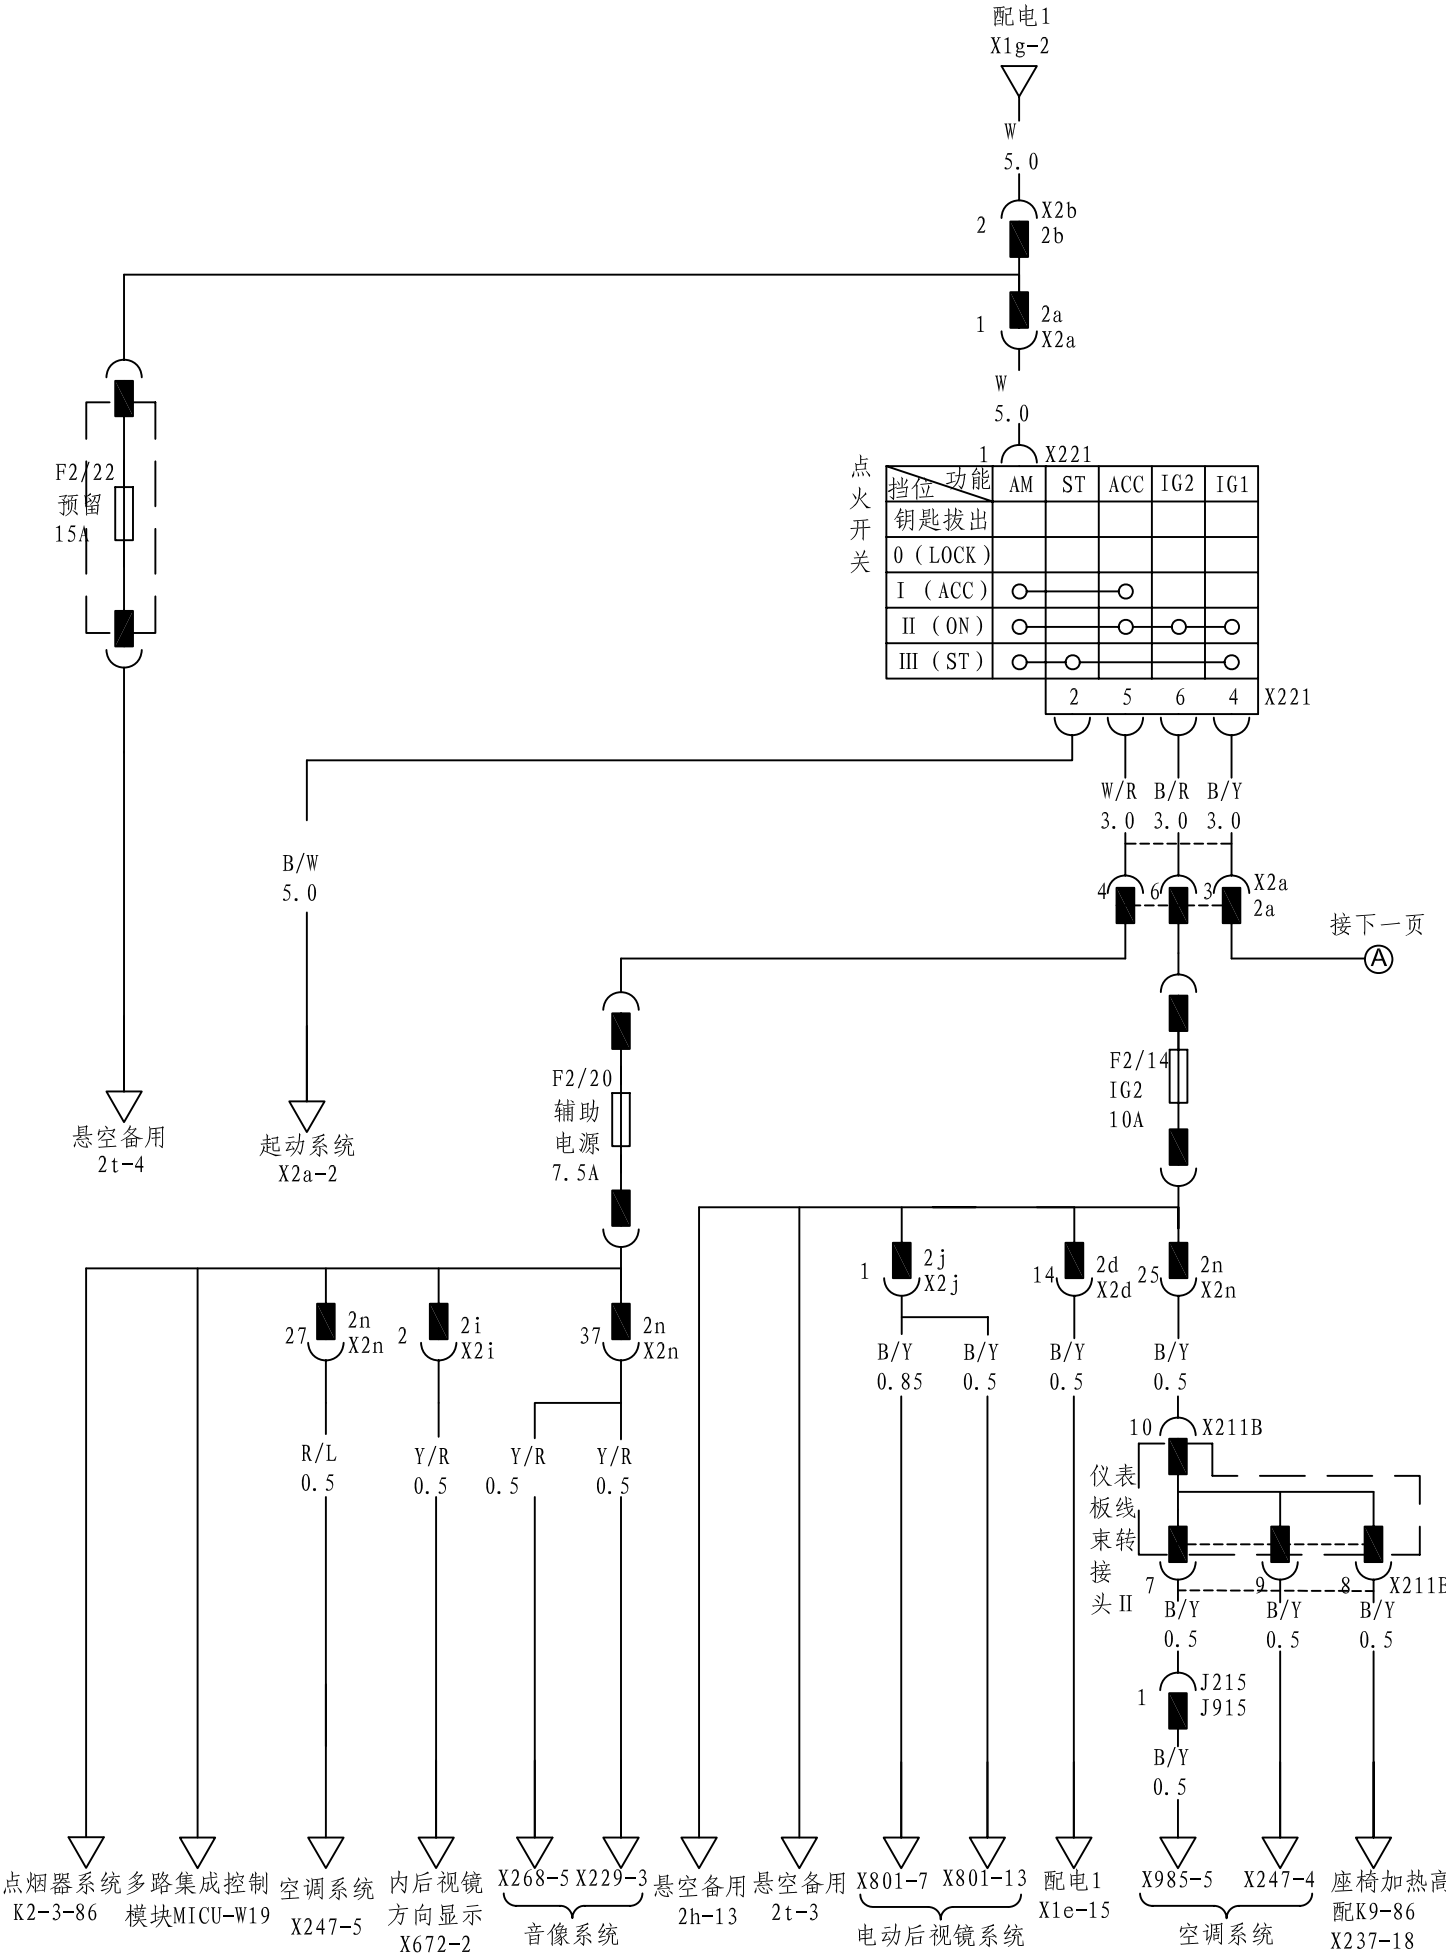 配电1
X1g-2
W
5.0
2
X2b
2b
1
2a
X2a
W
5.0
1
X221
点火开关
挡位 功能 AM ST ACC IG2 IG1
钥匙拔出
0 (LOCK)
I (ACC)
II (ON)
III (ST)
2 5 6 4 X221
F2/22
预留
15A
W/R B/R B/Y
3.0 3.0 3.0
B/W
5.0
4 6 3 X2a
2a
接下一页
A
F2/20
辅助
电源
7.5A
F2/14
IG2
10A
悬空备用
2t-4
起动系统
X2a-2
1 2j
X2j
14 2d
X2d
25 2n
X2n
27 2n
X2n
2 2i
X2i
37 2n
X2n
B/Y B/Y B/Y B/Y
0.85 0.5 0.5 0.5
R/L Y/R Y/R Y/R
0.5 0.5 0.5 0.5
10 X211B
仪表
板线
束转
接
头II
7 9 8 X211B
B/Y B/Y B/Y
0.5 0.5 0.5
1 J215
J915
B/Y
0.5
点烟器系统
K2-3-86
多路集成控制
模块MICU-W19
空调系统
X247-5
内后视镜
方向显示
X672-2
X268-5 X229-3
音像系统
悬空备用
2h-13
悬空备用
2t-3
X801-7 X801-13
电动后视镜系统
配电1
X1e-15
X985-5 X247-4
空调系统
座椅加热高
配K9-86
X237-18